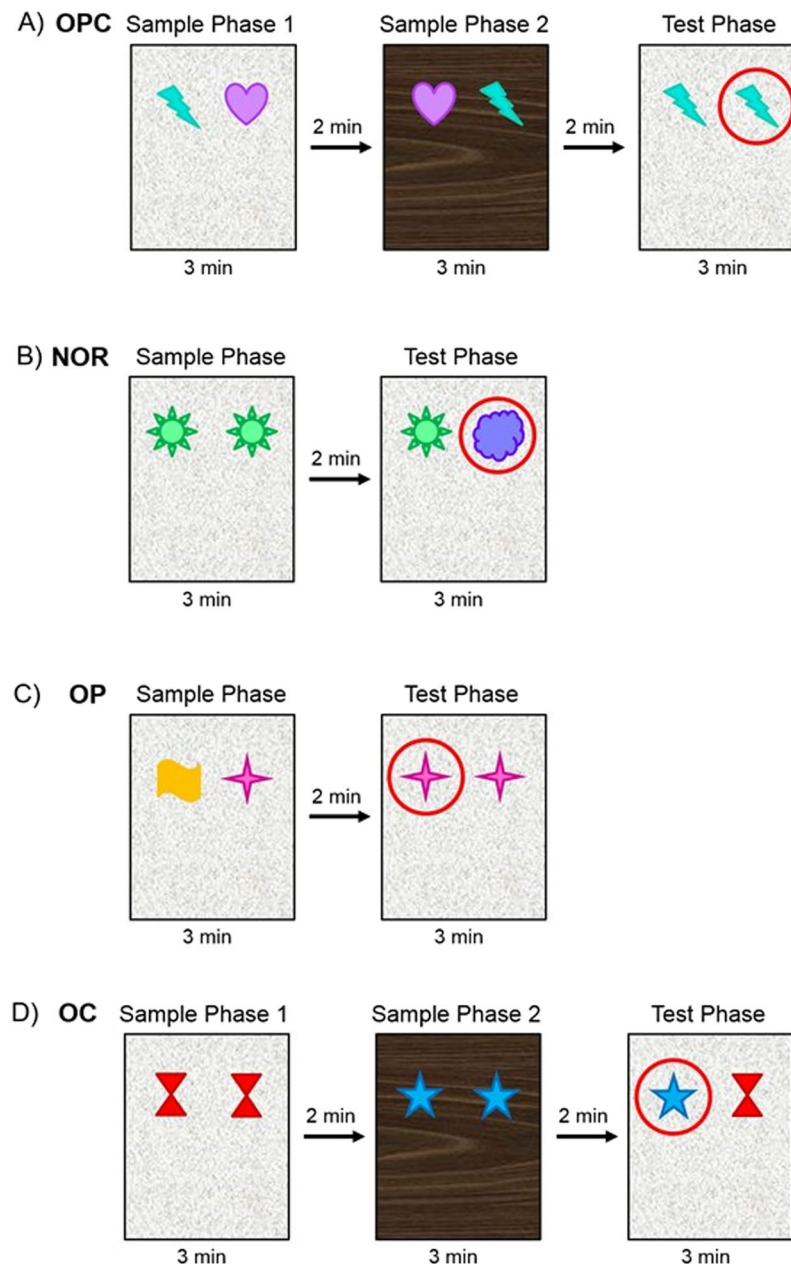 A) OPC Sample Phase 1 Sample Phase 2 Test Phase
2 min 2 min
3 min 3 min 3 min
B) NOR Sample Phase Test Phase
2 min
3 min 3 min
C) OP Sample Phase Test Phase
2 min
3 min 3 min
D) OC Sample Phase 1 Sample Phase 2 Test Phase
2 min 2 min
3 min 3 min 3 min